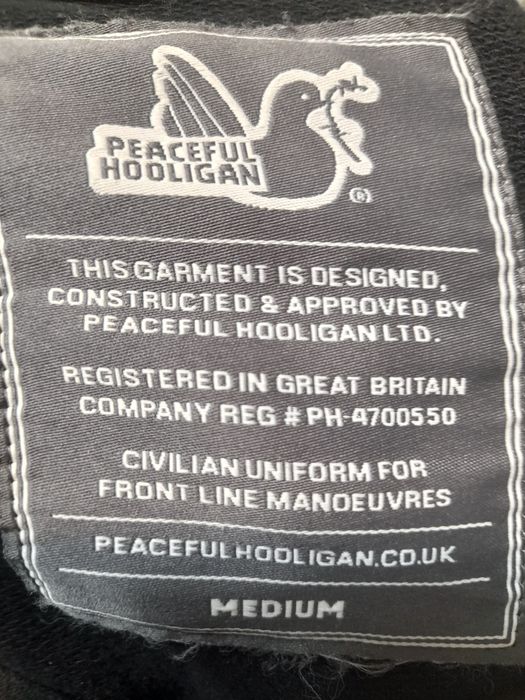 PEACEFUL
HOOLIGAN
®
THIS GARMENT IS DESIGNED,
CONSTRUCTED & APPROVED BY
PEACEFUL HOOLIGAN LTD.
REGISTERED IN GREAT BRITAIN
COMPANY REG # PH-4700550
CIVILIAN UNIFORM FOR
FRONT LINE MANOEUVRES
PEACEFULHOOLIGAN.CO.UK
MEDIUM